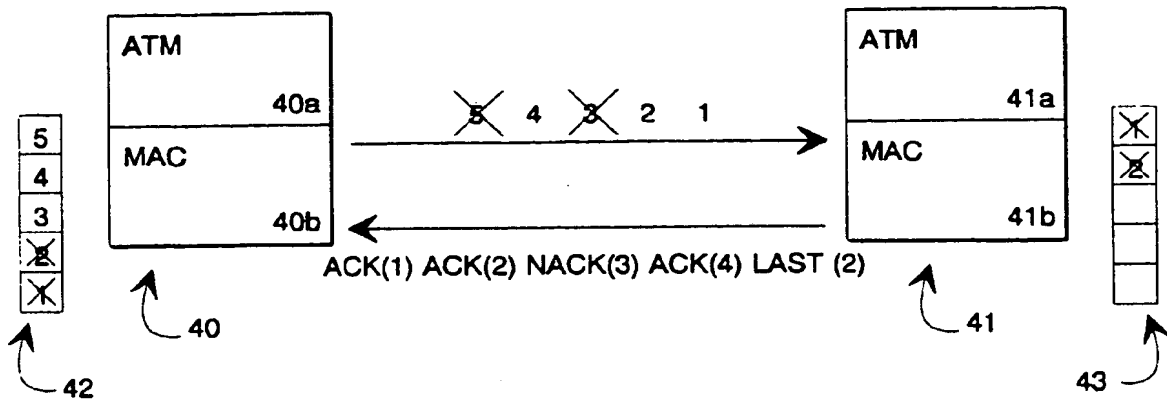 ATM
40a
MAC
40b
5
4
3
2
1
5 4 3 2 1
ACK(1) ACK(2) NACK(3) ACK(4) LAST (2)
ATM
41a
MAC
41b
1
2
40
41
42
43